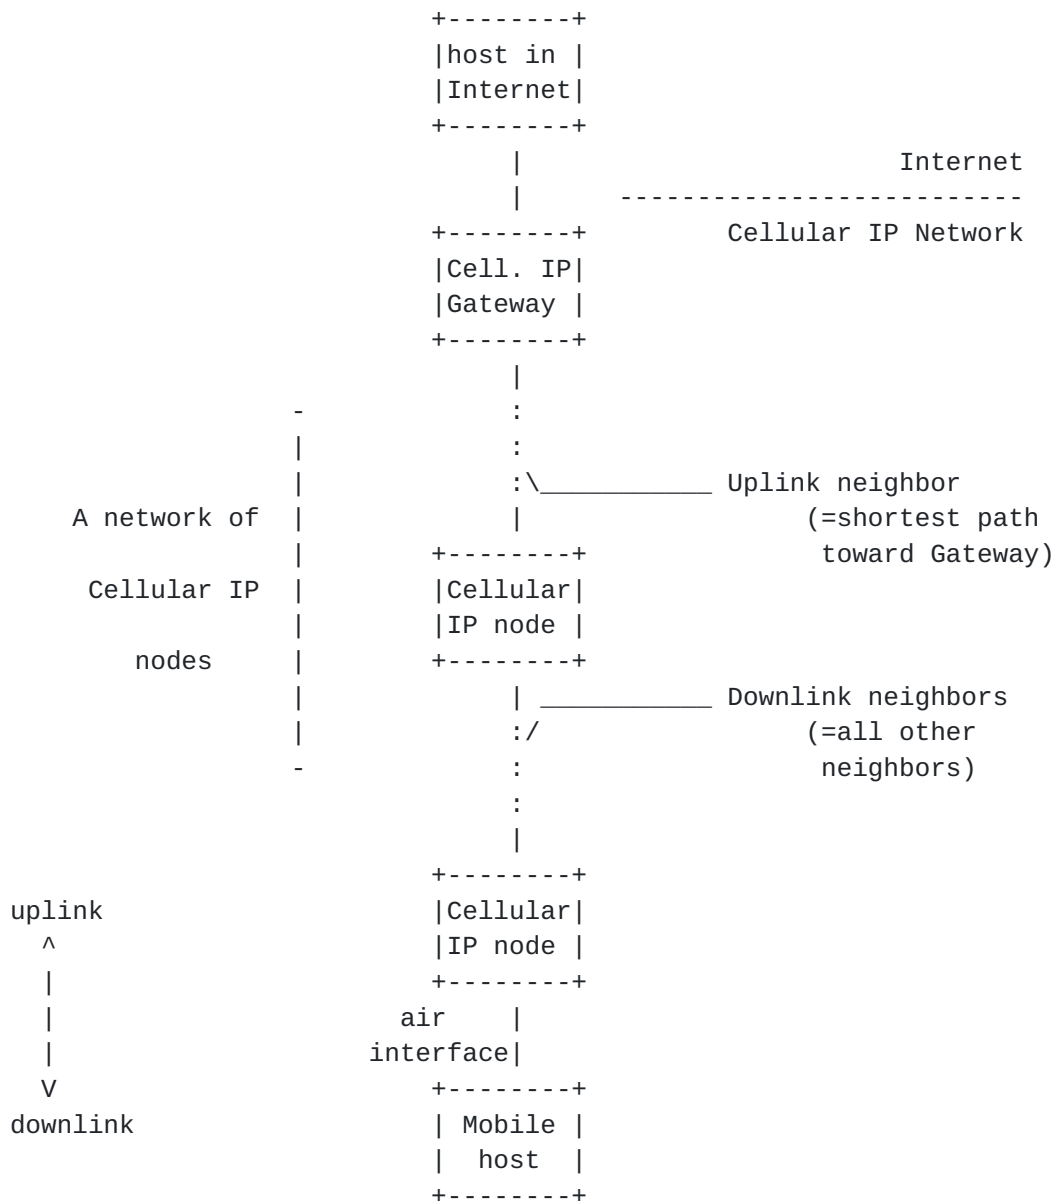 host in
Internet
Internet
Cellular IP Network
Cell. IP
Gateway
Uplink neighbor
A network of (=shortest path
toward Gateway)
Cellular IP Cellular
IP node
nodes
Downlink neighbors
(=all other
neighbors)
uplink Cellular
IP node
air
interface
downlink Mobile
host